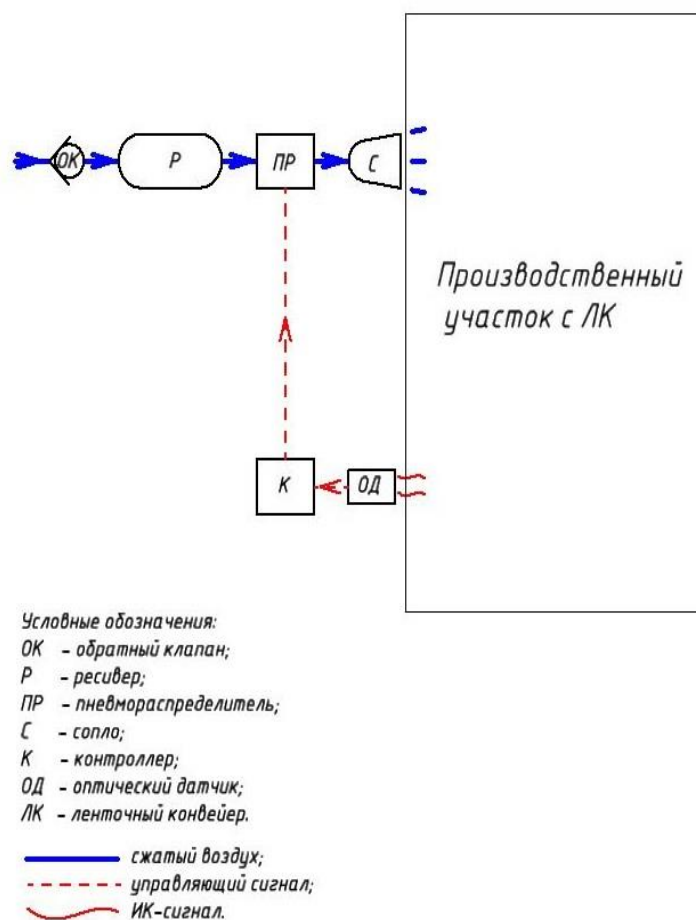 ОК
Р
ПР
С
Производственный
участок с ЛК
К
ОД
Условные обозначения:
ОК - обратный клапан;
Р - ресивер;
ПР - пневмораспределитель;
С - сопло;
К - контроллер;
ОД - оптический датчик;
ЛК - ленточный конвейер.
сжатый воздух;
управляющий сигнал;
ИК-сигнал.